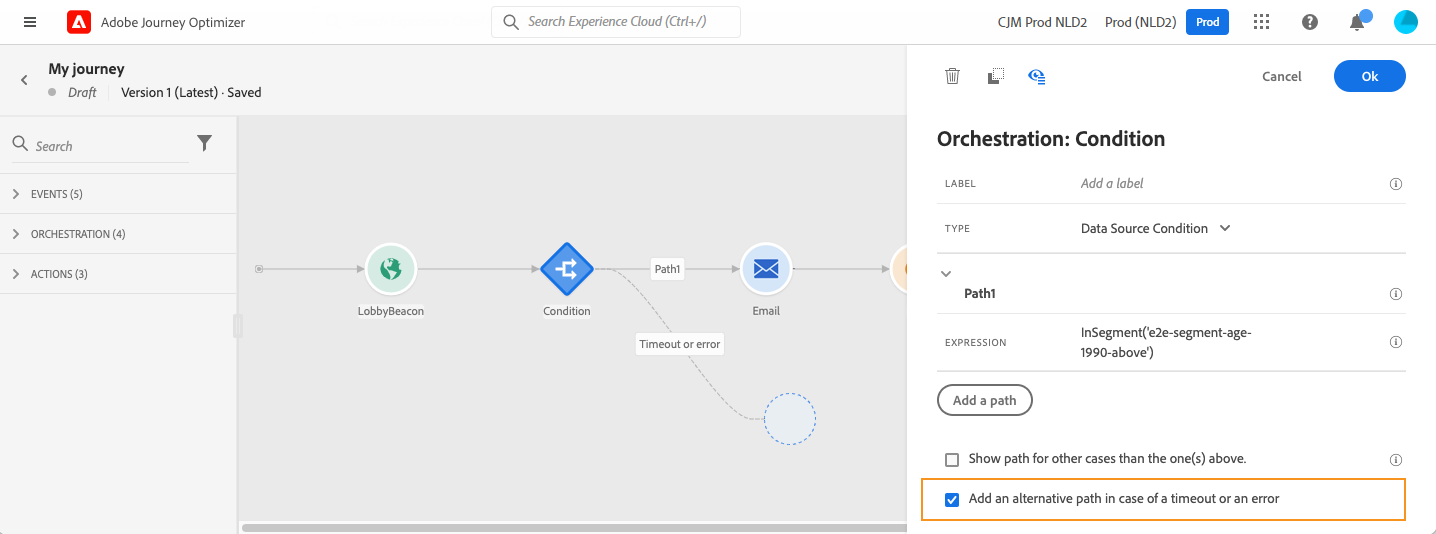 Adobe Journey Optimizer
Search Experience Cloud (Ctrl+/)
CJM Prod NLD2
Prod (NLD2)
Prod
My journey
Draft
Version 1 (Latest) · Saved
Search
EVENTS (5)
ORCHESTRATION (4)
ACTIONS (3)
LobbyBeacon
Condition
Path1
Email
Timeout or error
Cancel
Ok
Orchestration: Condition
LABEL
Add a label
TYPE
Data Source Condition
Path1
EXPRESSION
InSegment('e2e-segment-age-
1990-above')
Add a path
Show path for other cases than the one(s) above.
Add an alternative path in case of a timeout or an error